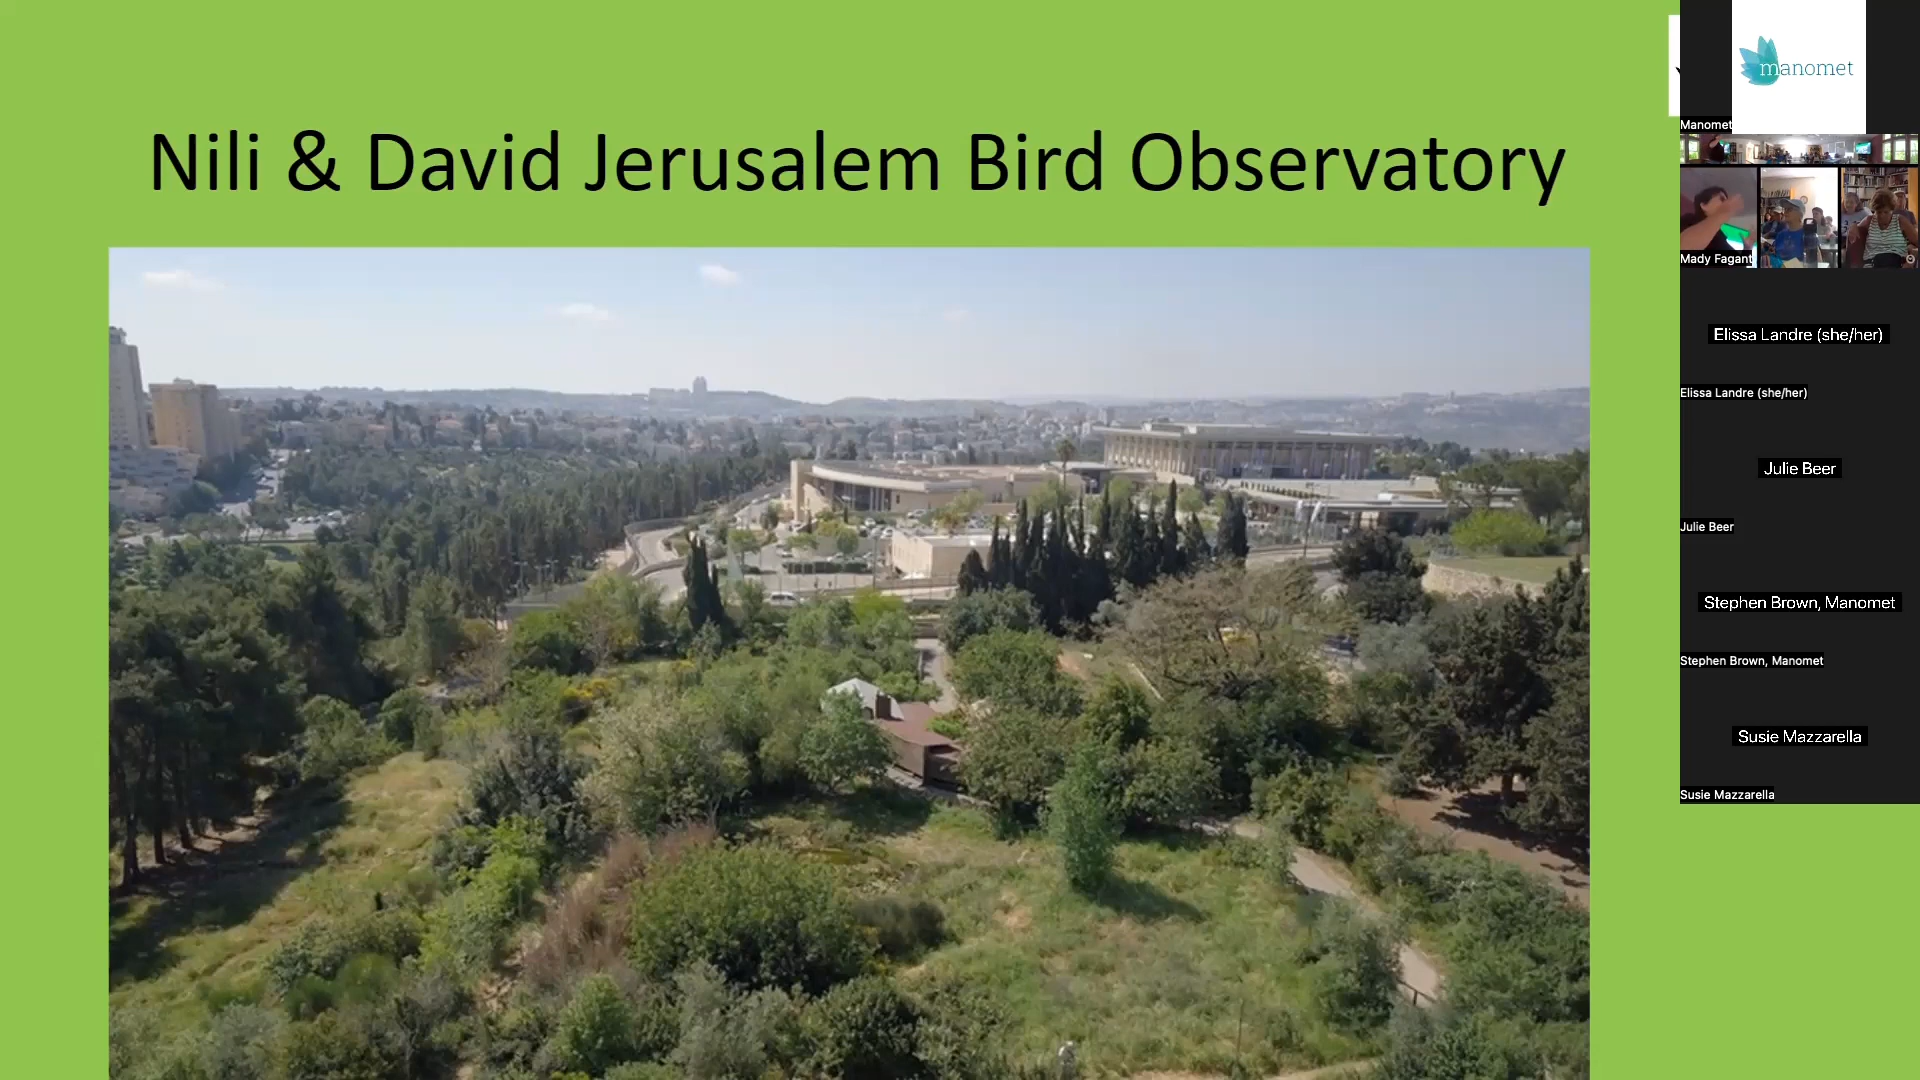 Nili & David Jerusalem Bird Observatory
manomet
Manomet
Mady Fagant
Elissa Landre (she/her)
Elissa Landre (she/her)
Julie Beer
Julie Beer
Stephen Brown, Manomet
Stephen Brown, Manomet
Susie Mazzarella
Susie Mazzarella